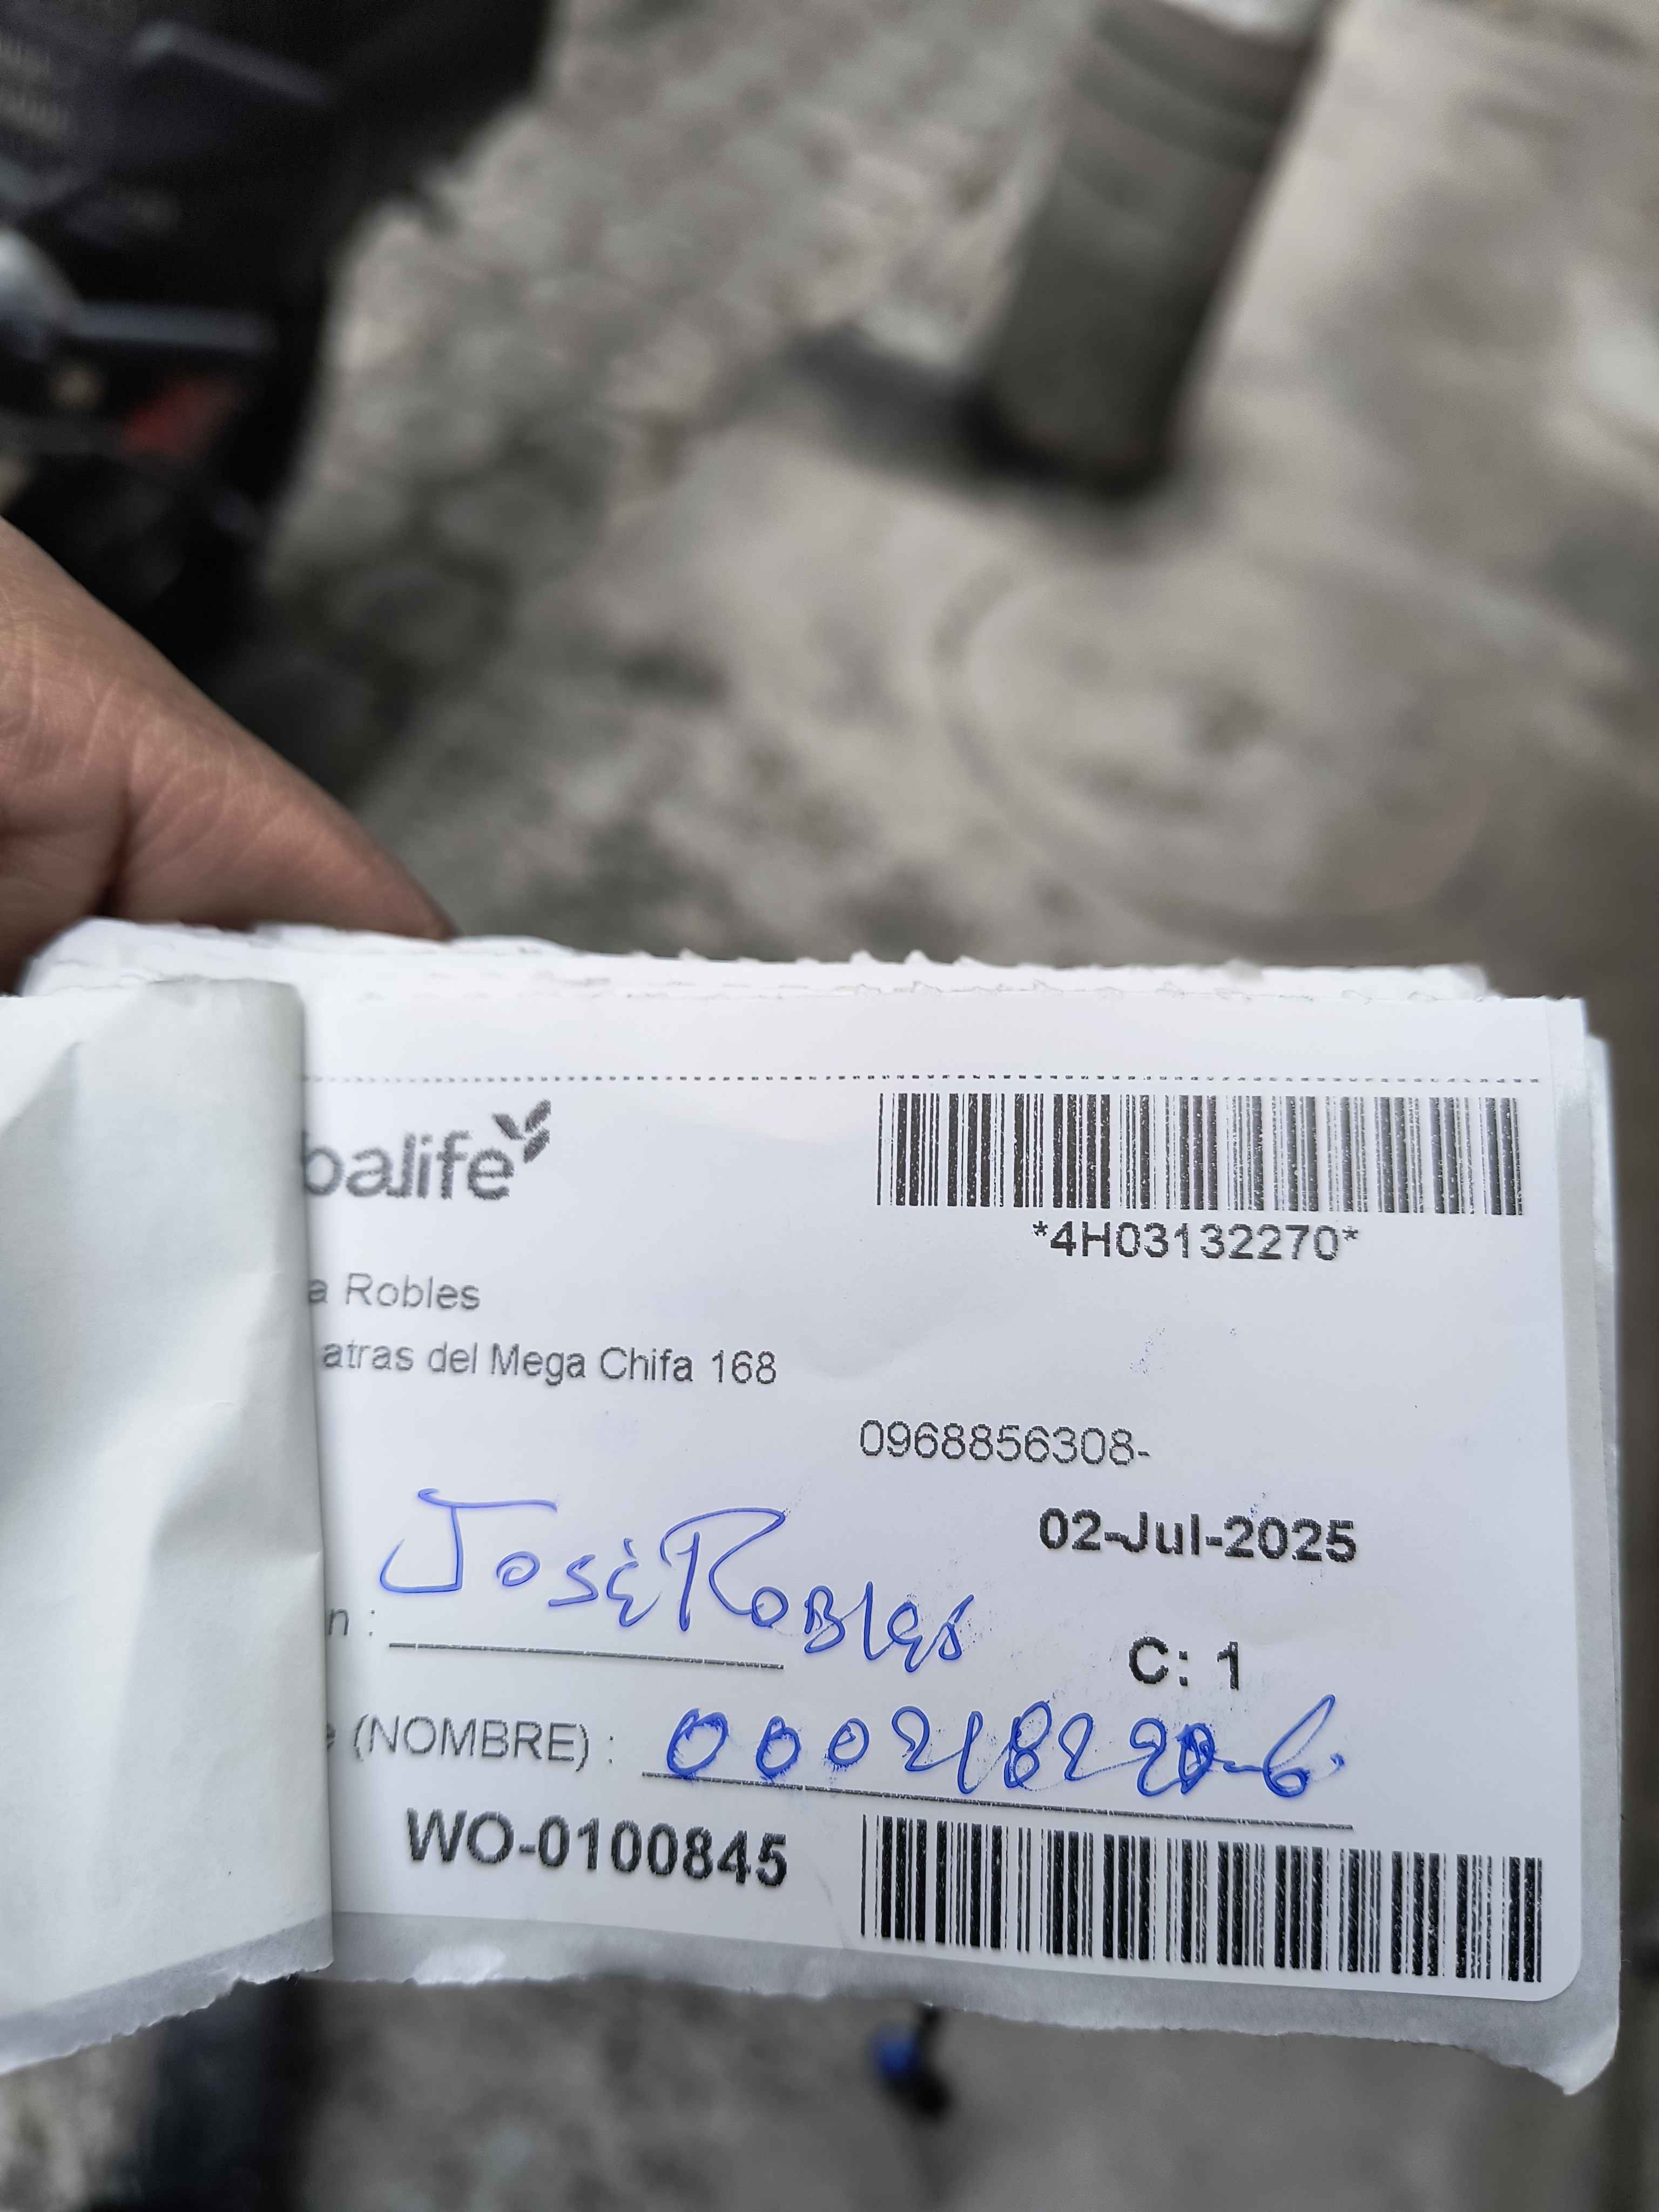 balife
*4H03132270*
a Robles
atras del Mega Chifa 168
0968856308-
02-Jul-2025
n : José Robles
C: 1
(NOMBRE) :
WO-0100845